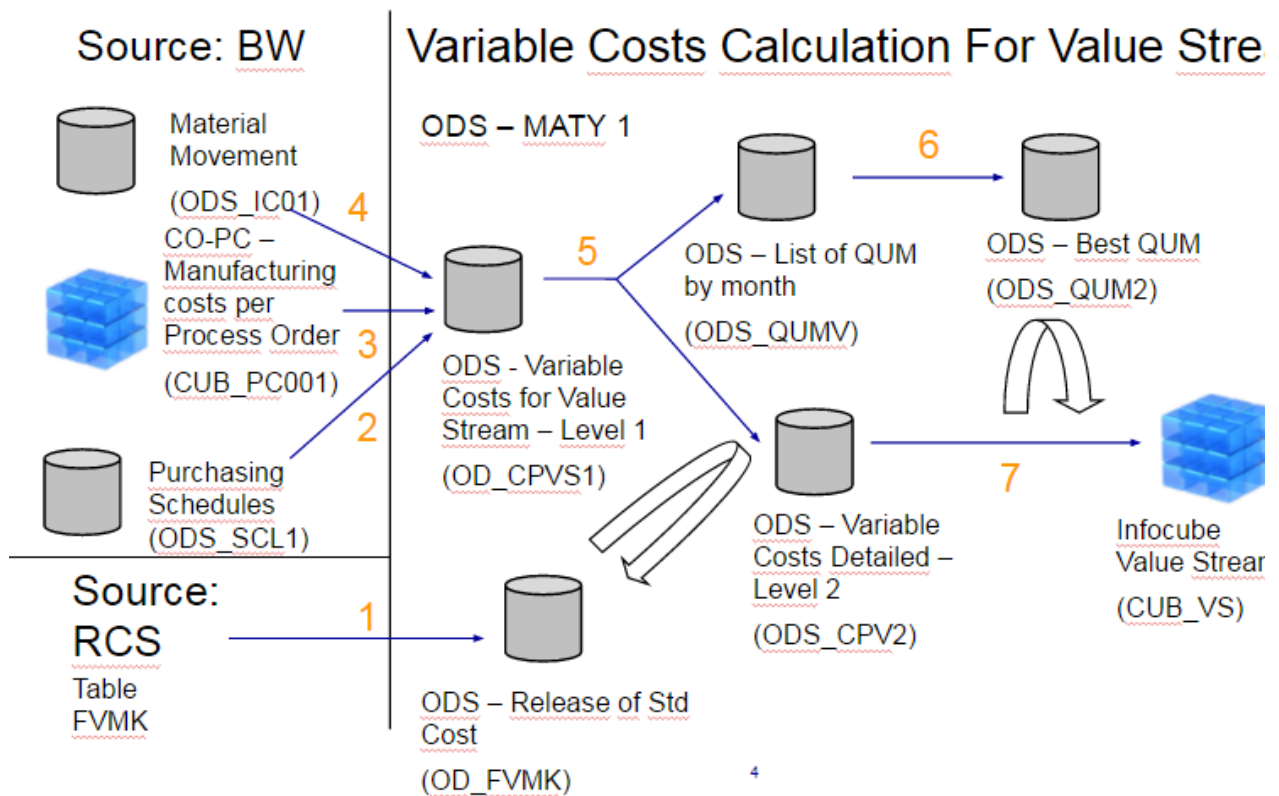 Source: BW
Variable Costs Calculation For Value Strea
Material
Movement
(ODS_IC01)
CO-PC –
Manufacturing
costs per
Process Order
(CUB_PC001)
Purchasing
Schedules
(ODS_SCL1)
Source:
RCS
Table
FVMK
ODS – MATY 1
4
3
2
1
5
6
7
ODS - Variable
Costs for Value
Stream – Level 1
(OD_CPVS1)
ODS – List of QUM
by month
(ODS_QUMV)
ODS – Best QUM
(ODS_QUM2)
ODS – Variable
Costs Detailed –
Level 2
(ODS_CPV2)
Infocube
Value Stream
(CUB_VS)
ODS – Release of Std
Cost
(OD_FVMK)
4